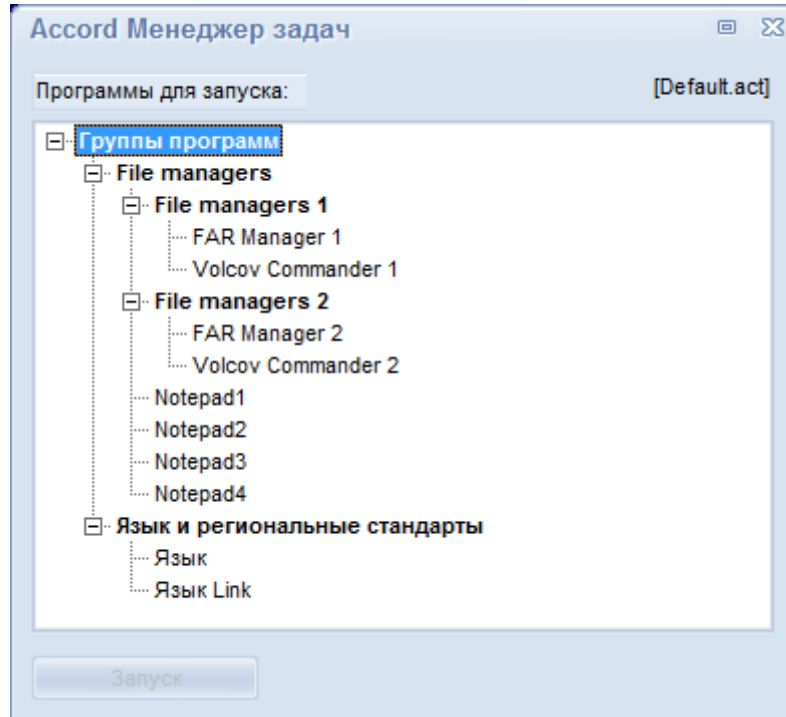 Accord Менеджер задач
Программы для запуска: [Default.act]
Группы программ
File managers
File managers 1
FAR Manager 1
Volcov Commander 1
File managers 2
FAR Manager 2
Volcov Commander 2
Notepad1
Notepad2
Notepad3
Notepad4
Язык и региональные стандарты
Язык
Язык Link
Запуск